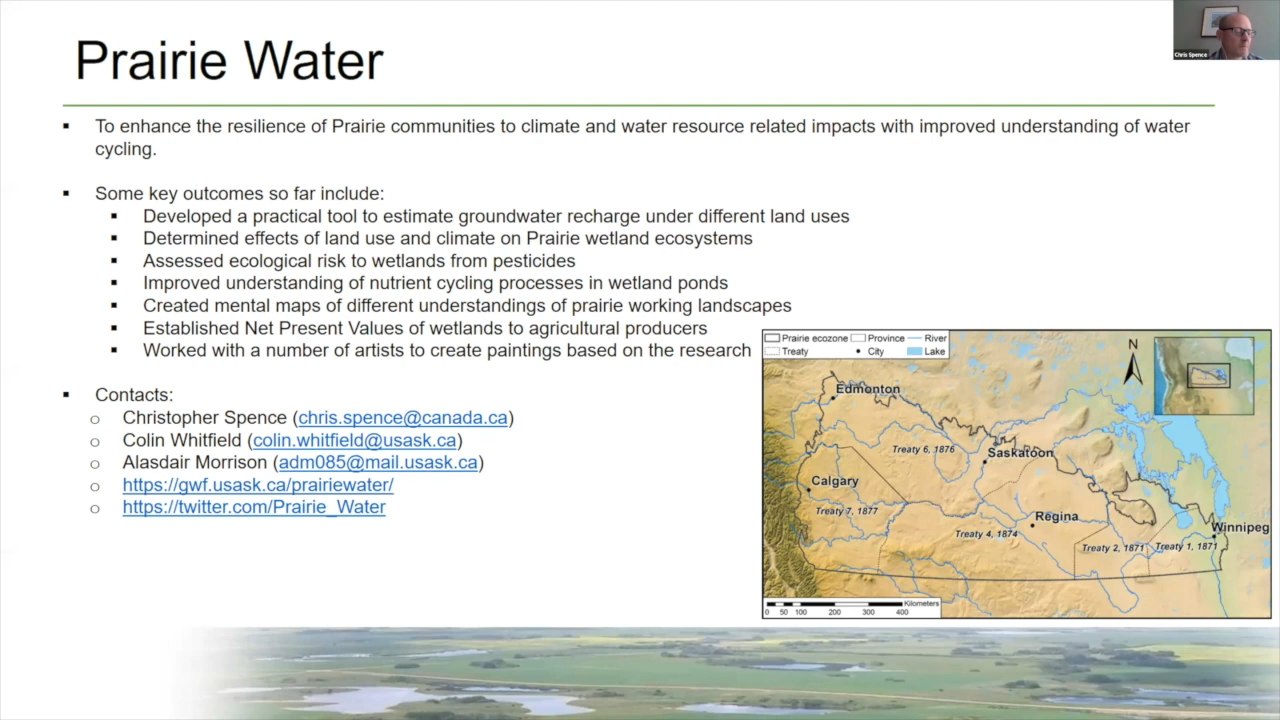 Prairie Water
Chris Spence
To enhance the resilience of Prairie communities to climate and water resource related impacts with improved understanding of water
cycling.
Some key outcomes so far include:
Developed a practical tool to estimate groundwater recharge under different land uses
Determined effects of land use and climate on Prairie wetland ecosystems
Assessed ecological risk to wetlands from pesticides
Improved understanding of nutrient cycling processes in wetland ponds
Created mental maps of different understandings of prairie working landscapes
Established Net Present Values of wetlands to agricultural producers
Worked with a number of artists to create paintings based on the research
Contacts:
Christopher Spence (chris.spence@canada.ca)
Colin Whitfield (colin.whitfield@usask.ca)
Alasdair Morrison (adm085@mail.usask.ca)
https://gwf.usask.ca/prairiewater/
https://twitter.com/Prairie_Water
Prairie ecozone Province River
Treaty City Lake
N
Edmonton
Treaty 6, 1876
Saskatoon
Calgary
Treaty 7, 1877
Regina
Treaty 4, 1874
Winnipeg
Treaty 2, 1871 Treaty 1, 1871
Kilometers
0 50 100 200 300 400